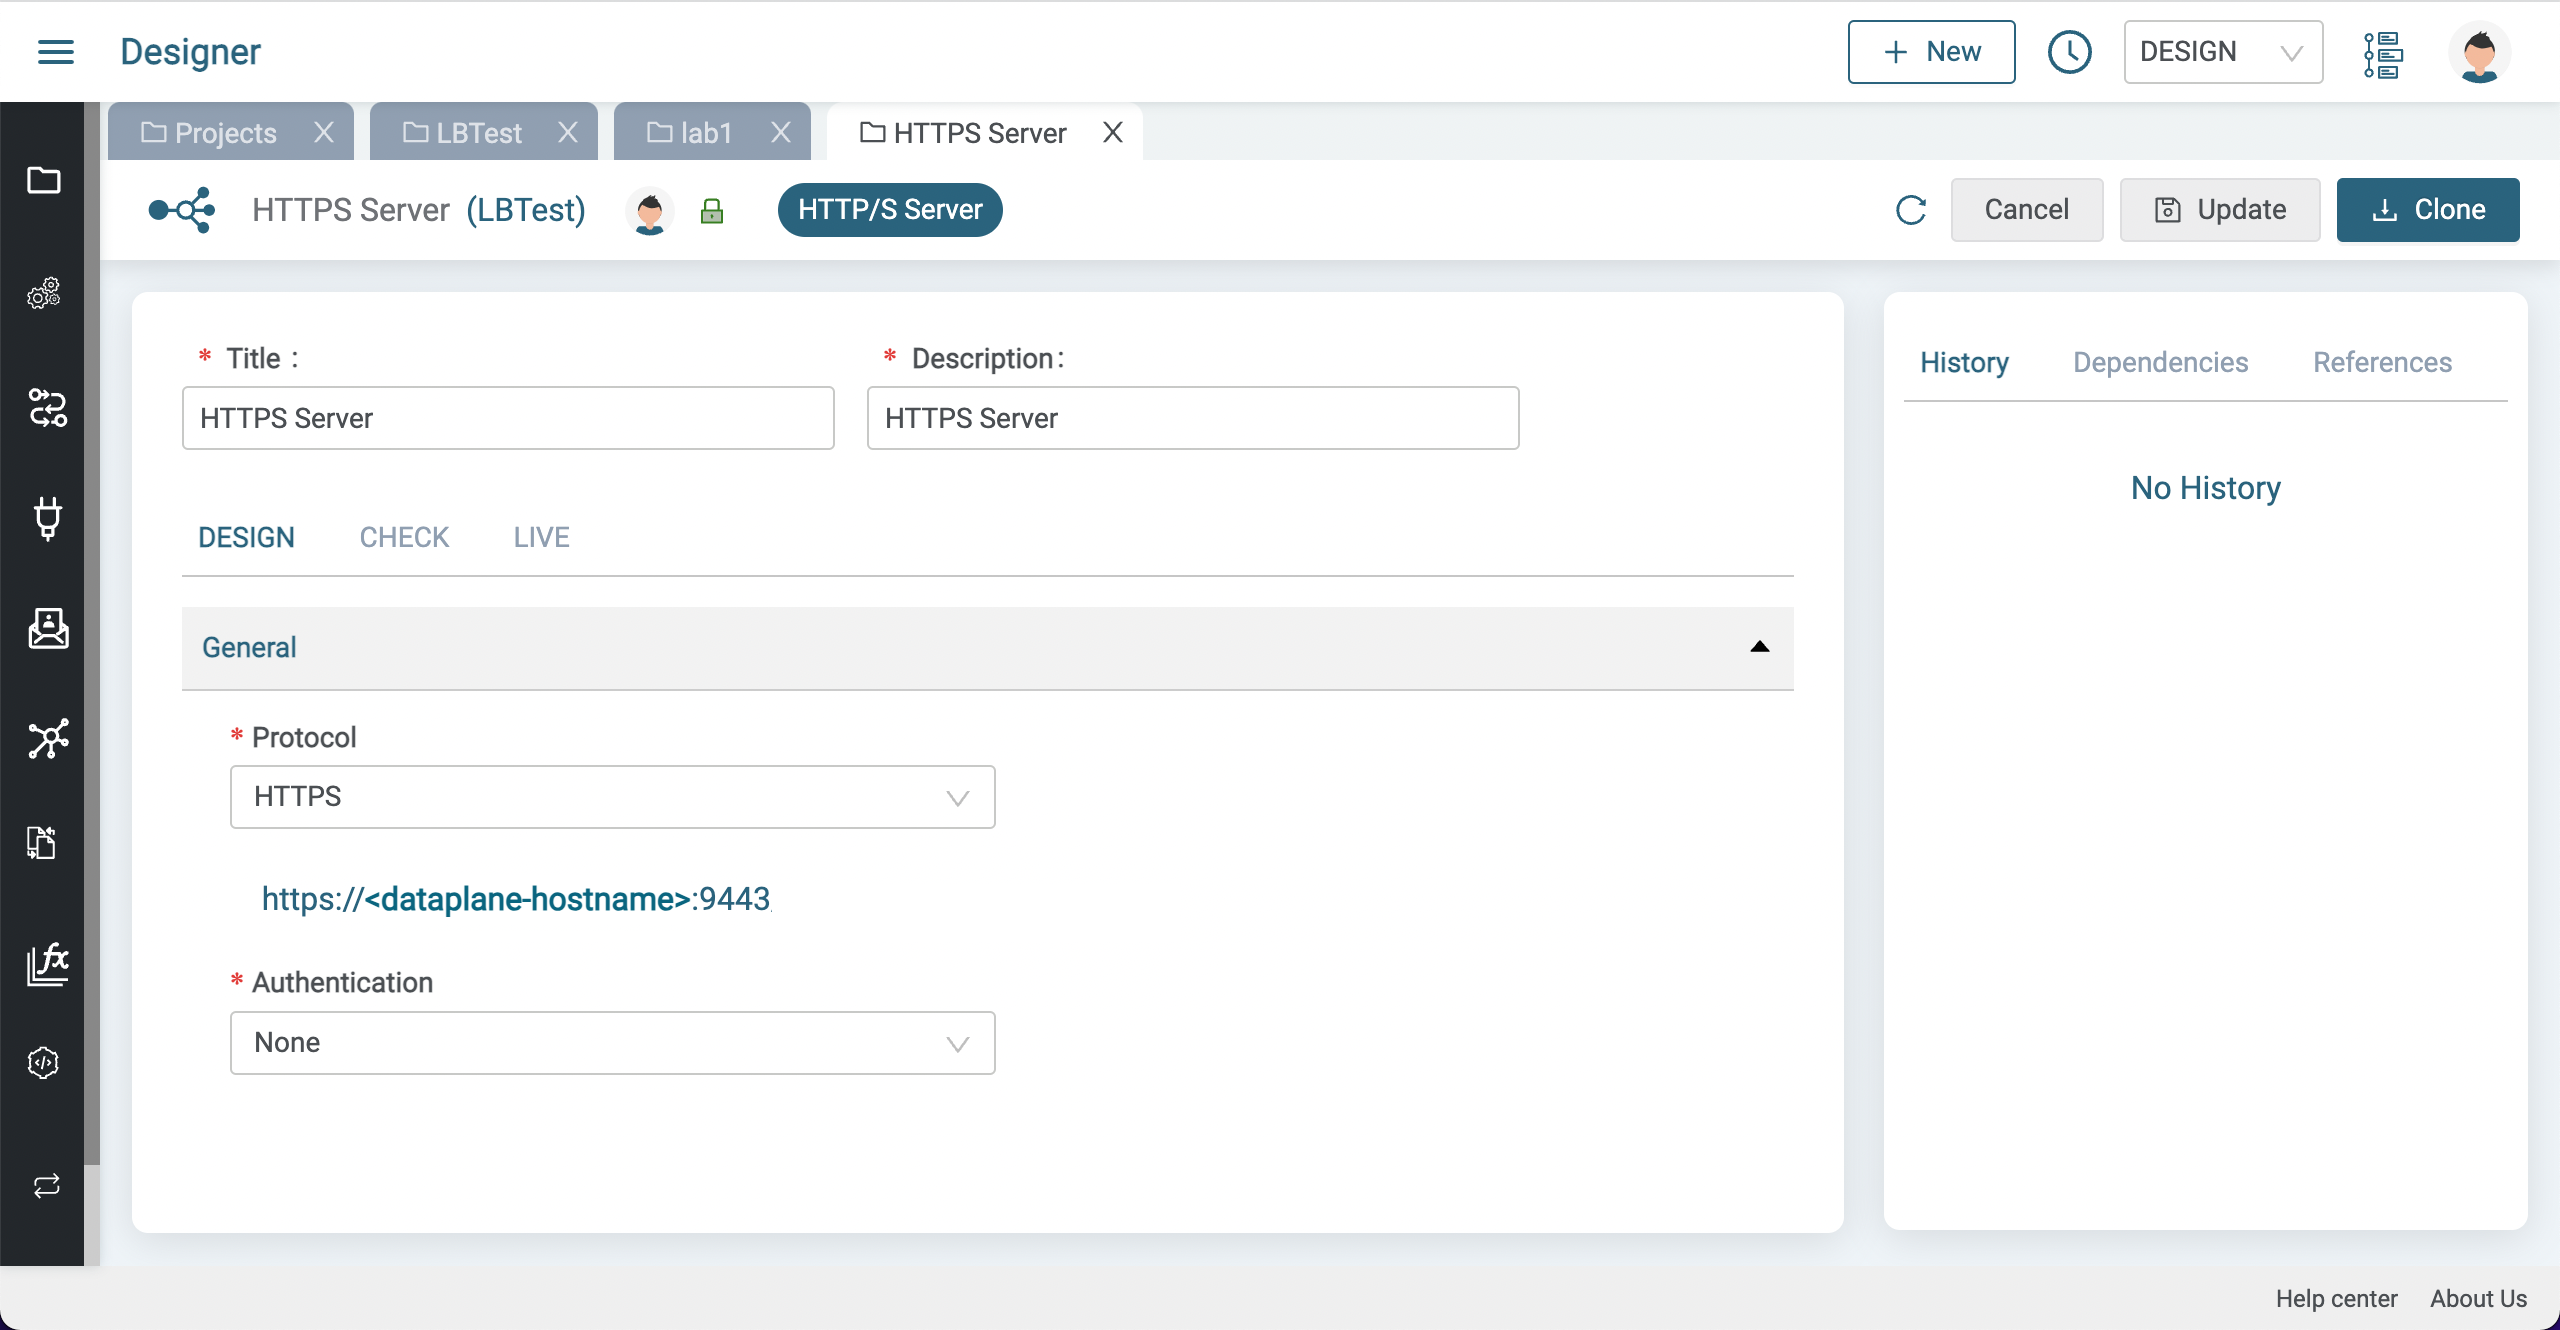 Designer
+ New
DESIGN
Projects X
LBTest X
lab1 X
HTTPS Server X
HTTPS Server (LBTest)
HTTP/S Server
Cancel
Update
Clone
* Title :
* Description :
HTTPS Server
HTTPS Server
DESIGN CHECK LIVE
General
* Protocol
HTTPS
https://<dataplane-hostname>:9443
* Authentication
None
History Dependencies References
No History
fx
</>
Help center About Us